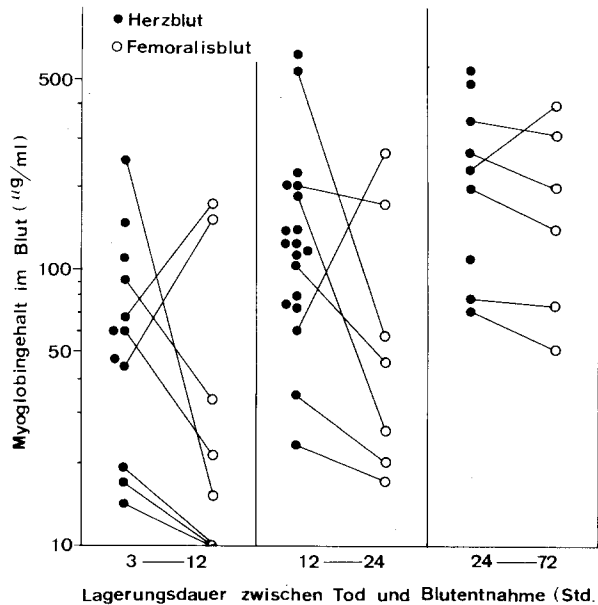 ● Herzblut
○ Femoralisblut
Myoglobingehalt im Blut (µg/ml)
500
100
50
10
3 — 12
12 — 24
24 — 72
Lagerungsdauer zwischen Tod und Blutentnahme (Std.